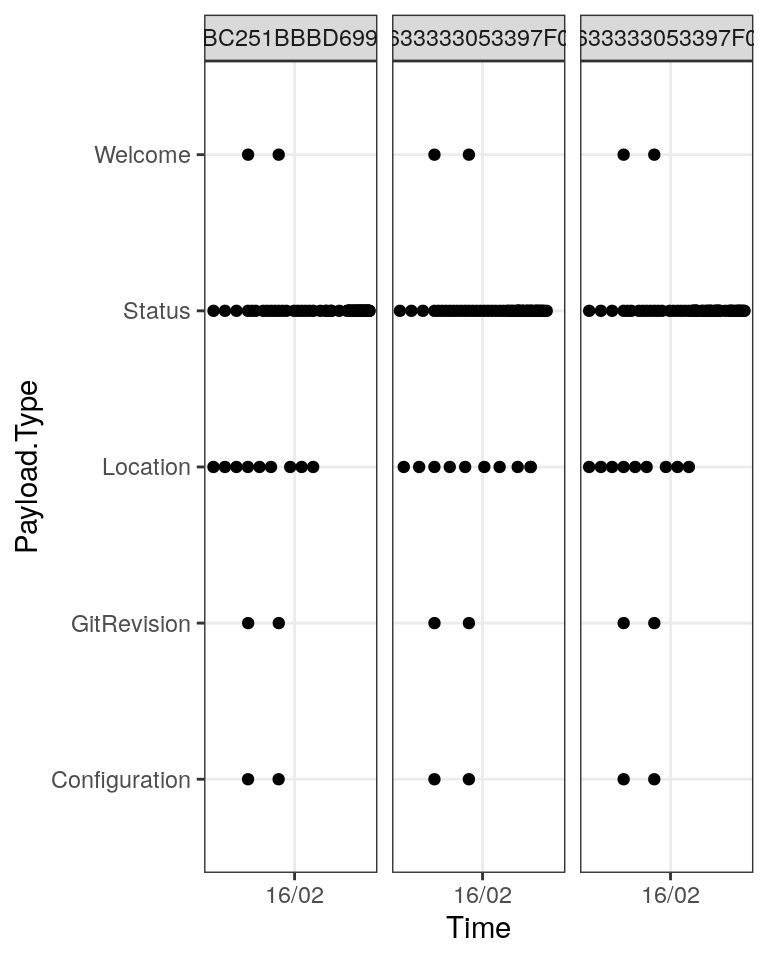 BC251BBBD699
633333053397F0
633333053397F0
Welcome
Status
Location
GitRevision
Configuration
Payload.Type
16/02
16/02
16/02
Time